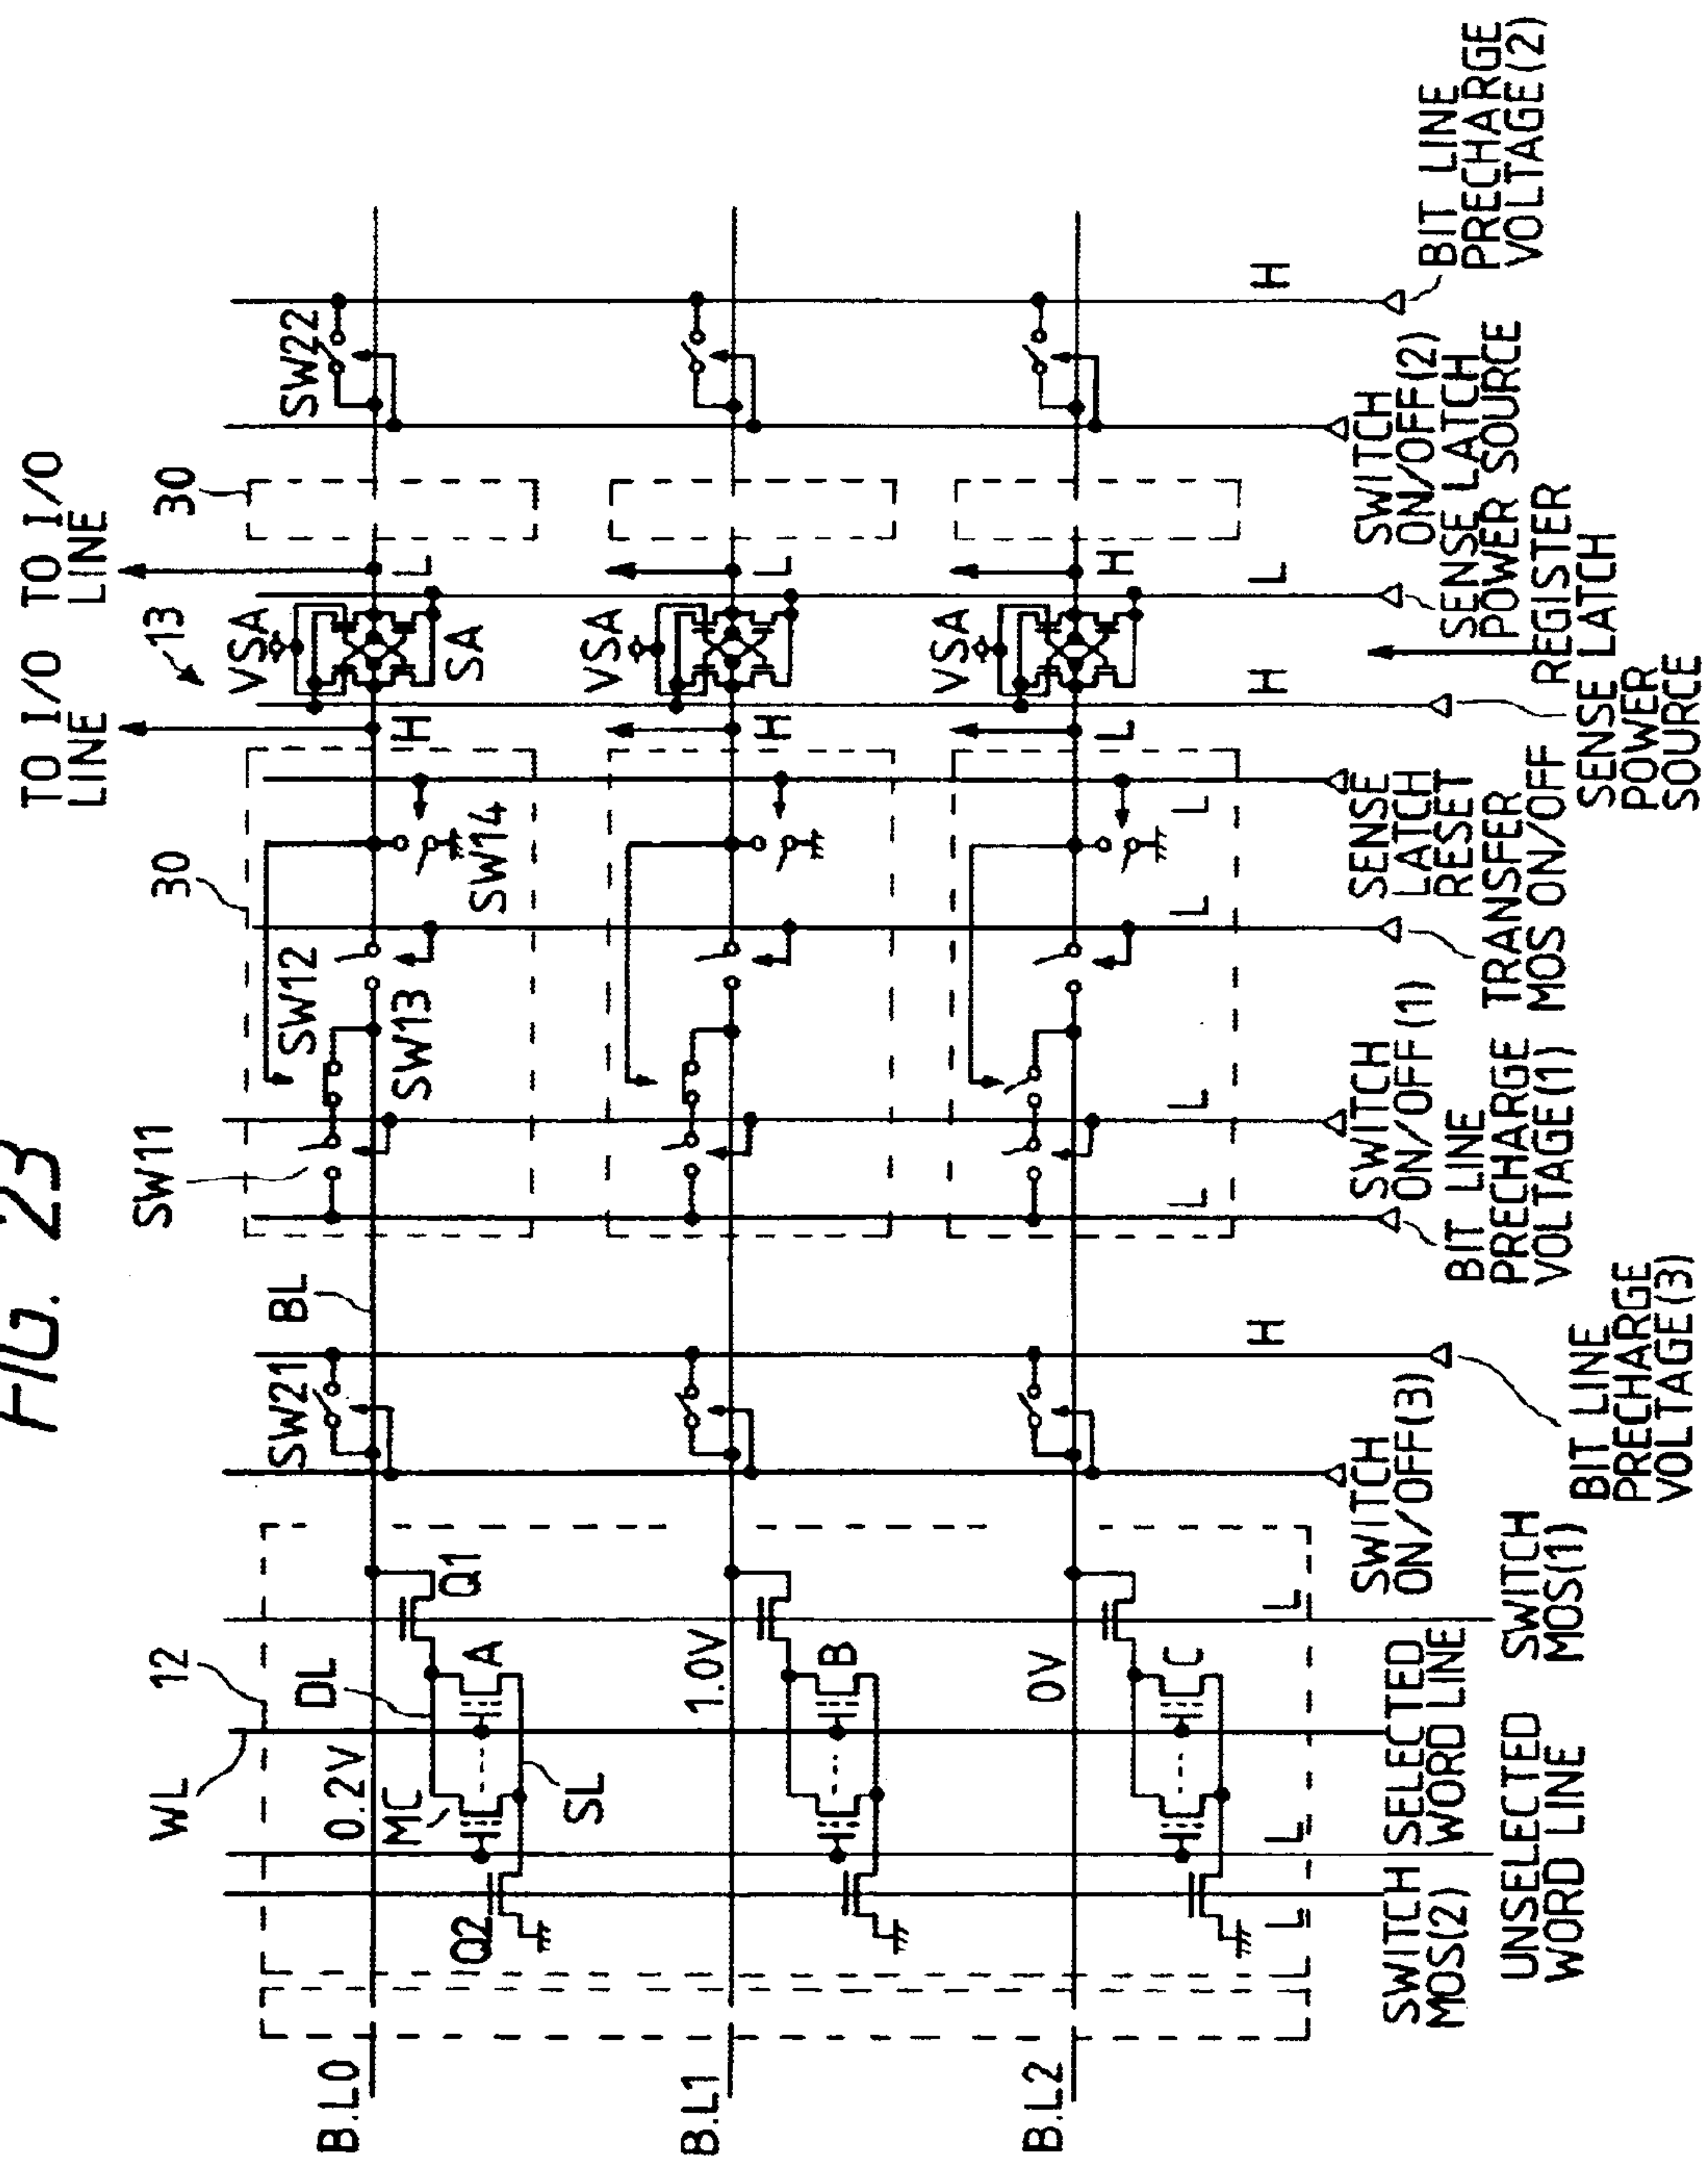 FIG. 23
TO I/O
LINE
TO I/O
LINE
13
WL
12
SW11
30
30
DL
0.2V
MC
A
Q1
SL
Q2
B.L0
SW21
BL
SW12
SW13
SW14
H
VSA
SA
L
SW22
B.L1
1.0V
B
H
VSA
L
B.L2
0V
C
L
VSA
H
L
L
L
H
L
L
L
L
H
L
H
SWITCH
MOS(2)
UNSELECTED
WORD LINE
SELECTED
WORD LINE
SWITCH
MOS(1)
SWITCH
ON/OFF(3)
BIT LINE
PRECHARGE
VOLTAGE(3)
BIT LINE
PRECHARGE
VOLTAGE(1)
SWITCH
ON/OFF(1)
TRANSFER
MOS ON/OFF
SENSE
LATCH
RESET
SENSE
POWER
SOURCE
REGISTER
LATCH
SENSE LATCH
POWER SOURCE
SWITCH
ON/OFF(2)
BIT LINE
PRECHARGE
VOLTAGE(2)